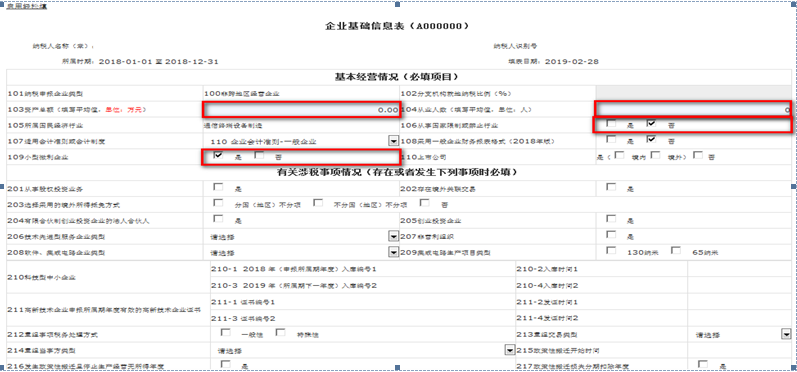 企业基础信息表（A000000）
纳税人名称（章）： 纳税人识别号
所属时期：2018-01-01 至 2018-12-31 填表日期：2019-02-28
基本经营情况（必填项目）
101纳税申报企业类型 100非跨地区经营企业 102分支机构就地纳税比例（%）
103资产总额（填写平均值，单位：万元） 0.00 104从业人数（填写平均值，单位：人） 0
105所属国民经济行业 通信终端设备制造 106从事国家限制或禁止行业 是 否
107适用会计准则或会计制度 110 企业会计准则-一般企业 108采用一般企业财务报表格式（2018年版） 是 否
109小型微利企业 是 否 110上市公司 是（ 境内 境外） 否
有关涉税事项情况（存在或者发生下列事项时必填）
201从事股权投资业务 是 202存在境外关联交易 是
203选择采用的境外所得抵免方式 分国（地区）不分项 不分国（地区）不分项 否
204有限合伙制创业投资企业的法人合伙人 是 205创业投资企业 是
206技术先进型服务企业类型 请选择 207非营利组织 是
208软件、集成电路企业类型 请选择 209集成电路生产项目类型 130纳米 65纳米
210科技型中小企业 210-1 2018 年（申报所属期年度）入库编号1 210-2入库时间1
210-3 2019 年（所属期下一年度）入库编号2 210-4入库时间2
211高新技术企业申报所属期年度有效的高新技术企业证书 211-1 证书编号1 211-2发证时间1
211-3 证书编号2 211-4发证时间2
212重组事项税务处理方式 一般性 特殊性 213重组交易类型 请选择
214重组当事方类型 请选择 215政策性搬迁开始时间
216发生政策性搬迁且停止生产经营无所得年度 是 217政策性搬迁损失分期扣除年度 是